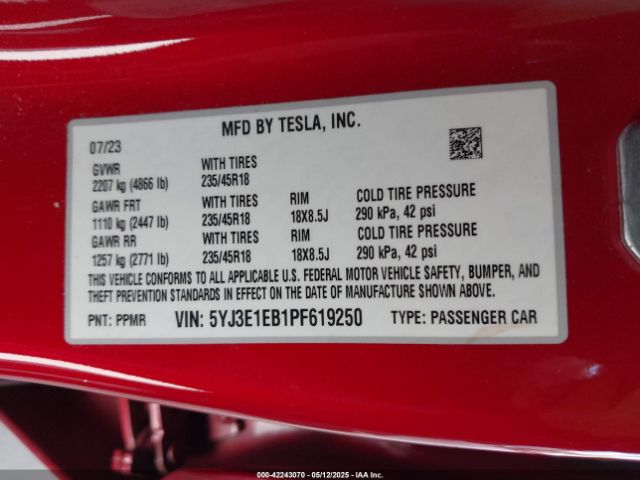 MFD BY TESLA, INC.
07/23
GVWR WITH TIRES
2207 kg (4866 lb) 235/45R18
GAWR FRT WITH TIRES RIM COLD TIRE PRESSURE
1110 kg (2447 lb) 235/45R18 18X8.5J 290 kPa, 42 psi
GAWR RR WITH TIRES RIM COLD TIRE PRESSURE
1257 kg (2771 lb) 235/45R18 18X8.5J 290 kPa, 42 psi
THIS VEHICLE CONFORMS TO ALL APPLICABLE U.S. FEDERAL MOTOR VEHICLE SAFETY, BUMPER, AND
THEFT PREVENTION STANDARDS IN EFFECT ON THE DATE OF MANUFACTURE SHOWN ABOVE.
PNT: PPMR VIN: 5YJ3E1EB1PF619250 TYPE: PASSENGER CAR
000-42243070 - 05/12/2025 - IAA Inc.